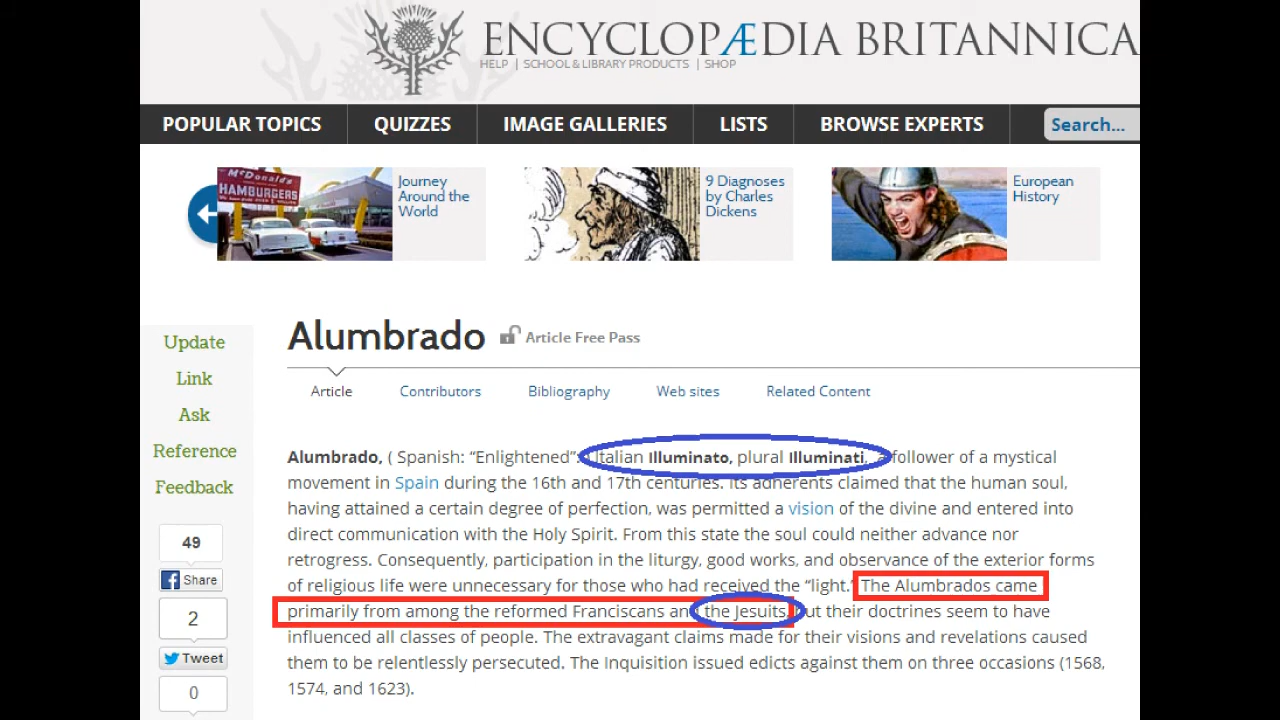 ENCYCLOPÆDIA BRITANNICA
HELP | SCHOOL & LIBRARY PRODUCTS | SHOP
POPULAR TOPICS QUIZZES IMAGE GALLERIES LISTS BROWSE EXPERTS Search...
McDonald's
HAMBURGERS
Journey
Around the
World
9 Diagnoses
by Charles
Dickens
European
History
Alumbrado Article Free Pass
Article Contributors Bibliography Web sites Related Content
Update
Link
Ask
Reference
Feedback
49
Share
2
Tweet
0
Alumbrado, ( Spanish: “Enlightened”: Italian Illuminato, plural Illuminati, a follower of a mystical
movement in Spain during the 16th and 17th centuries. Its adherents claimed that the human soul,
having attained a certain degree of perfection, was permitted a vision of the divine and entered into
direct communication with the Holy Spirit. From this state the soul could neither advance nor
retrogress. Consequently, participation in the liturgy, good works, and observance of the exterior forms
of religious life were unnecessary for those who had received the “light.” The Alumbrados came
primarily from among the reformed Franciscans and the Jesuits, but their doctrines seem to have
influenced all classes of people. The extravagant claims made for their visions and revelations caused
them to be relentlessly persecuted. The Inquisition issued edicts against them on three occasions (1568,
1574, and 1623).